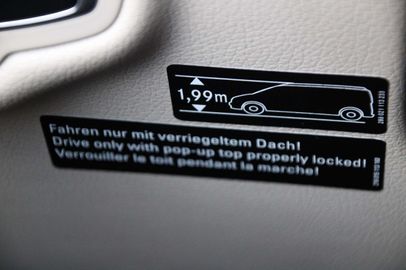 1,99m
Fahren nur mit verriegeltem Dach!
Drive only with pop-up top properly locked!
Verrouiller le toit pendant la marche!